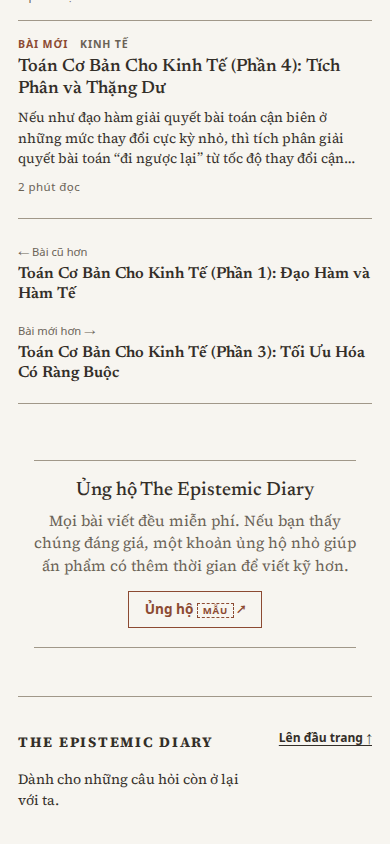 BÀI MỚI KINH TẾ
Toán Cơ Bản Cho Kinh Tế (Phần 4): Tích
Phân và Thặng Dư
Nếu như đạo hàm giải quyết bài toán cận biên ở
những mức thay đổi cực kỳ nhỏ, thì tích phân giải
quyết bài toán “đi ngược lại” từ tốc độ thay đổi cận…
2 phút đọc
← Bài cũ hơn
Toán Cơ Bản Cho Kinh Tế (Phần 1): Đạo Hàm và
Hàm Tế
Bài mới hơn →
Toán Cơ Bản Cho Kinh Tế (Phần 3): Tối Ưu Hóa
Có Ràng Buộc
Ủng hộ The Epistemic Diary
Mọi bài viết đều miễn phí. Nếu bạn thấy
chúng đáng giá, một khoản ủng hộ nhỏ giúp
ấn phẩm có thêm thời gian để viết kỹ hơn.
Ủng hộ MẪU ↗
THE EPISTEMIC DIARY
Lên đầu trang ↑
Dành cho những câu hỏi còn ở lại
với ta.